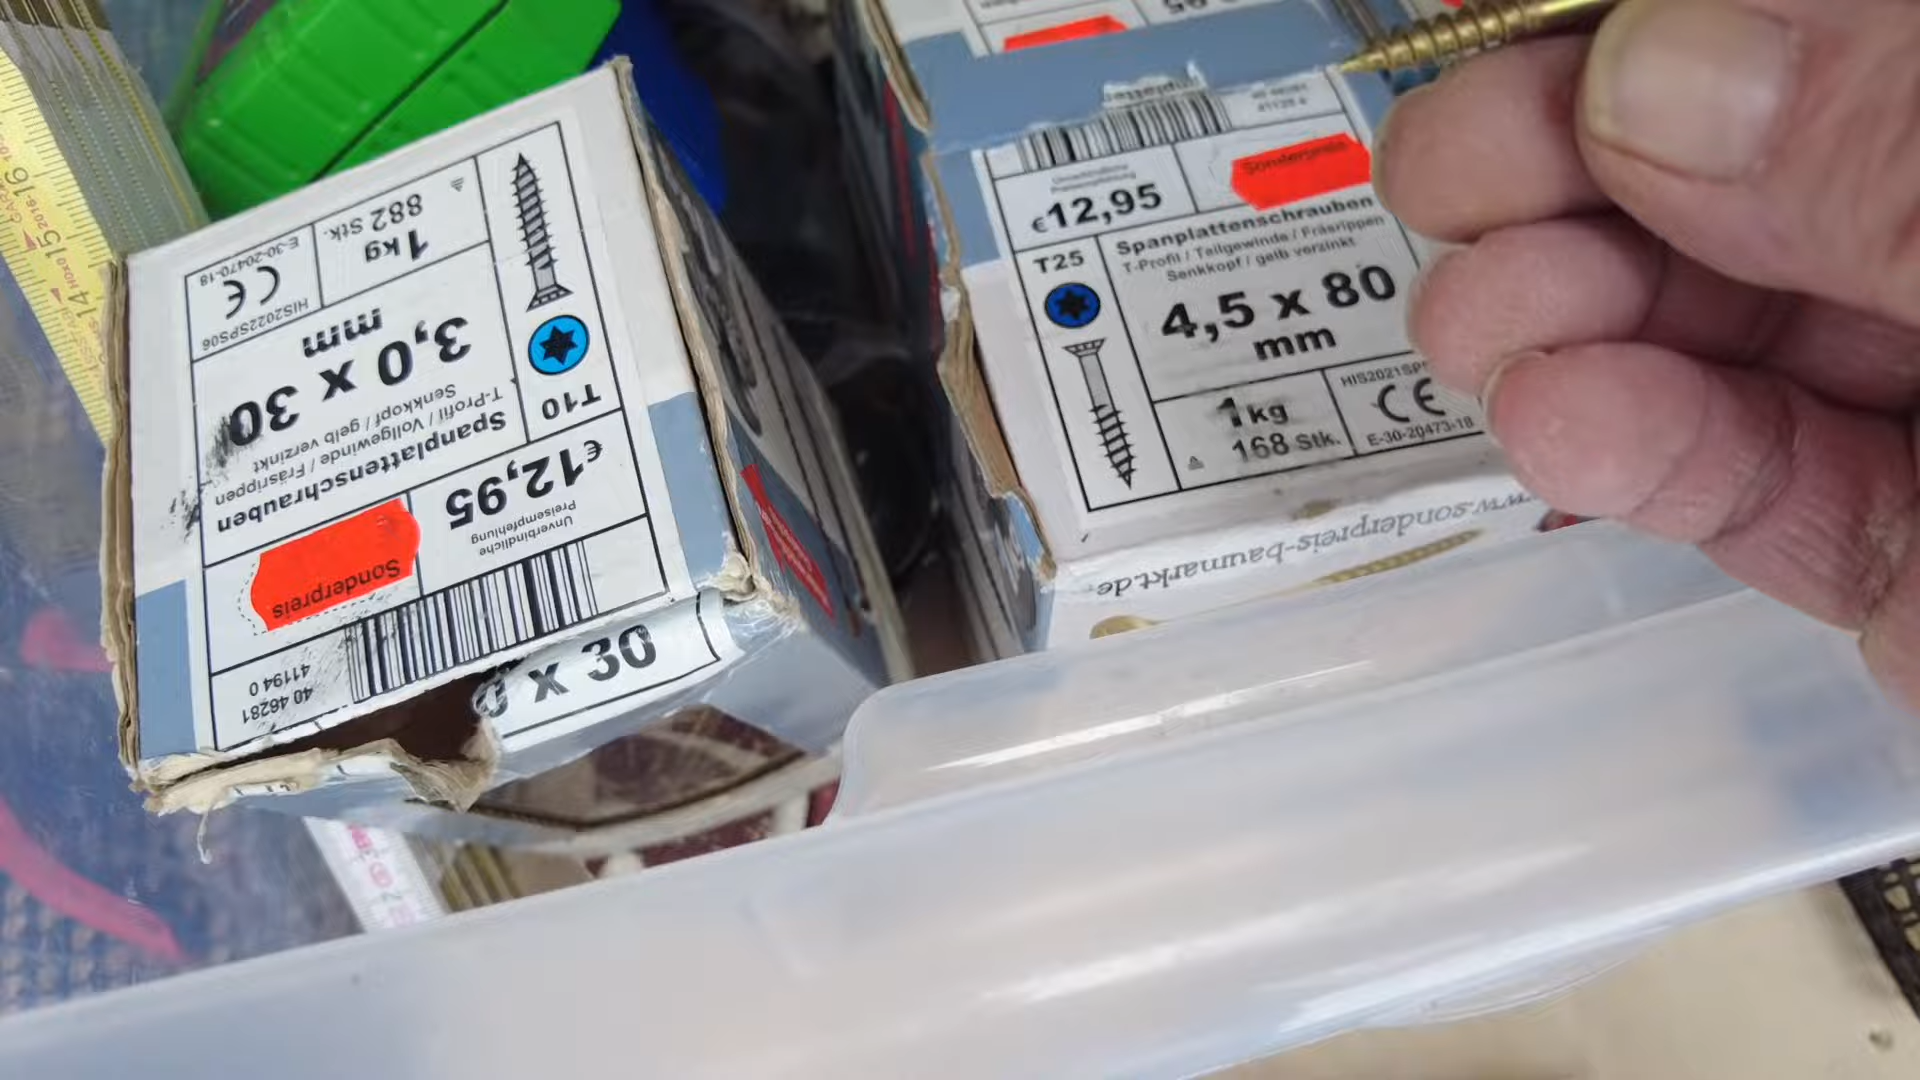 1 kg
882 Stk.
CE
E-30-20470-18
HIS2022SPS06
3,0 x 30
mm
T10
Spanplattenschrauben
T-Profil / Vollgewinde / Fräsrippen
Senkkopf / gelb verzinkt
Unverbindliche
Preisempfehlung
€12,95
Sonderpreis
40 46281
41194 0
x 30
Unverbindliche
Preisempfehlung
€12,95
Sonderpreis
T25
Spanplattenschrauben
T-Profil / Teilgewinde / Fräsrippen
Senkkopf / gelb verzinkt
4,5 x 80
mm
1 kg
168 Stk.
HIS2021SP
CE
E-30-20473-18
www.sonderpreis-baumarkt.de
14
15
16